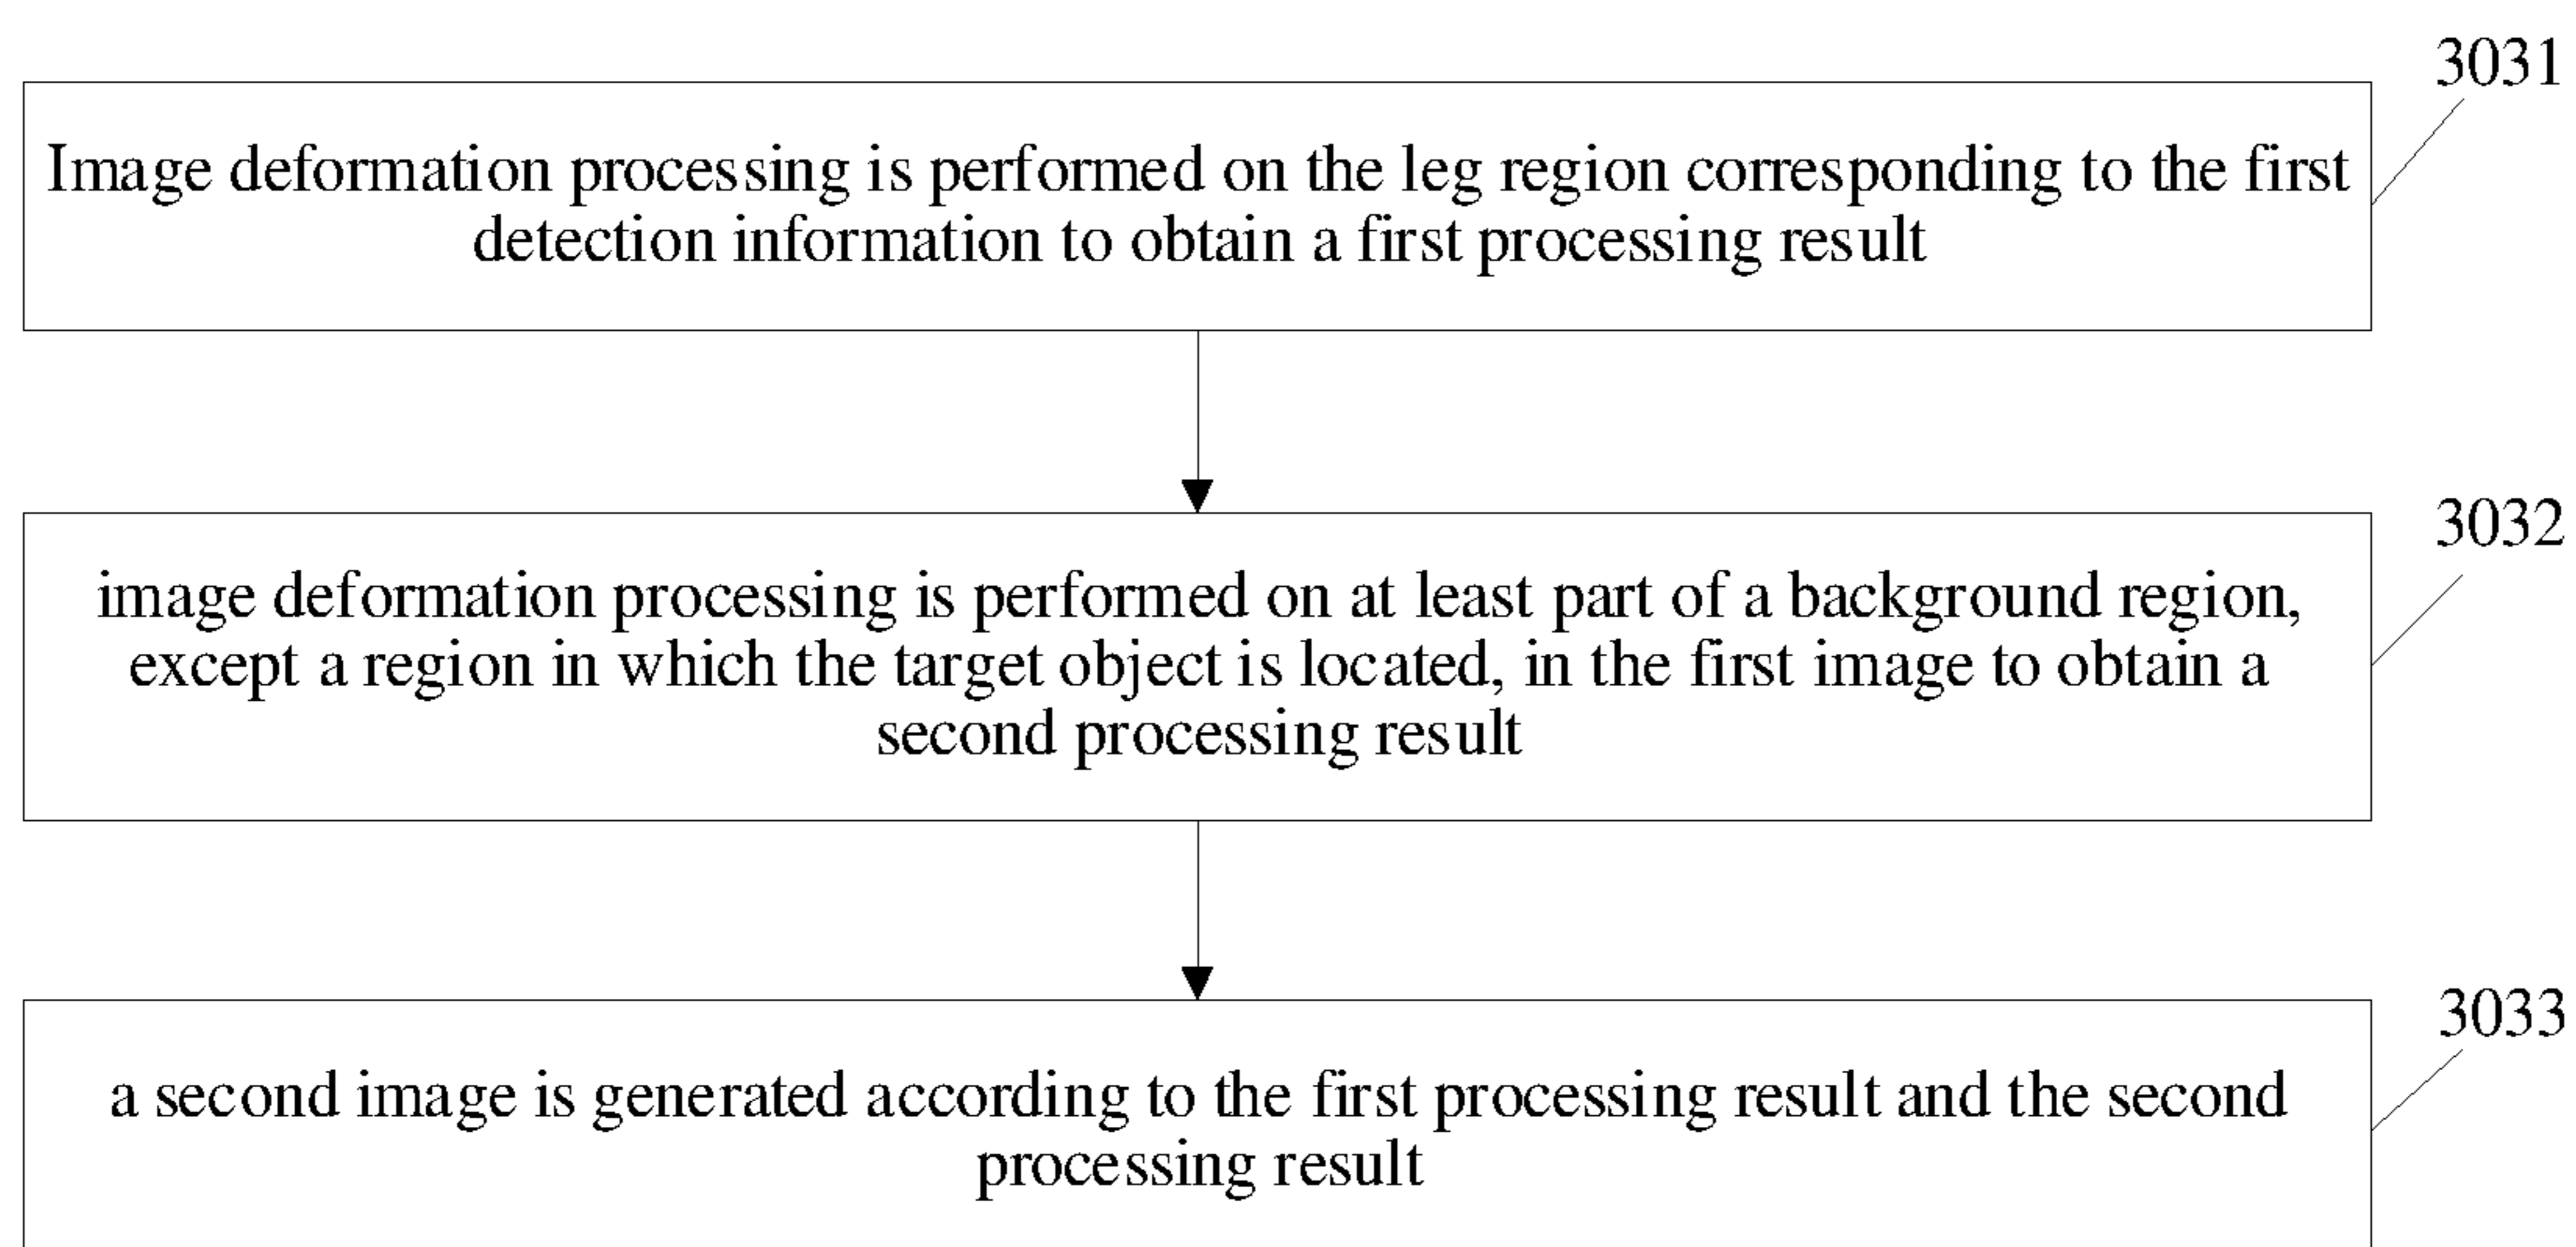 3031
Image deformation processing is performed on the leg region corresponding to the first
detection information to obtain a first processing result
3032
image deformation processing is performed on at least part of a background region,
except a region in which the target object is located, in the first image to obtain a
second processing result
3033
a second image is generated according to the first processing result and the second
processing result